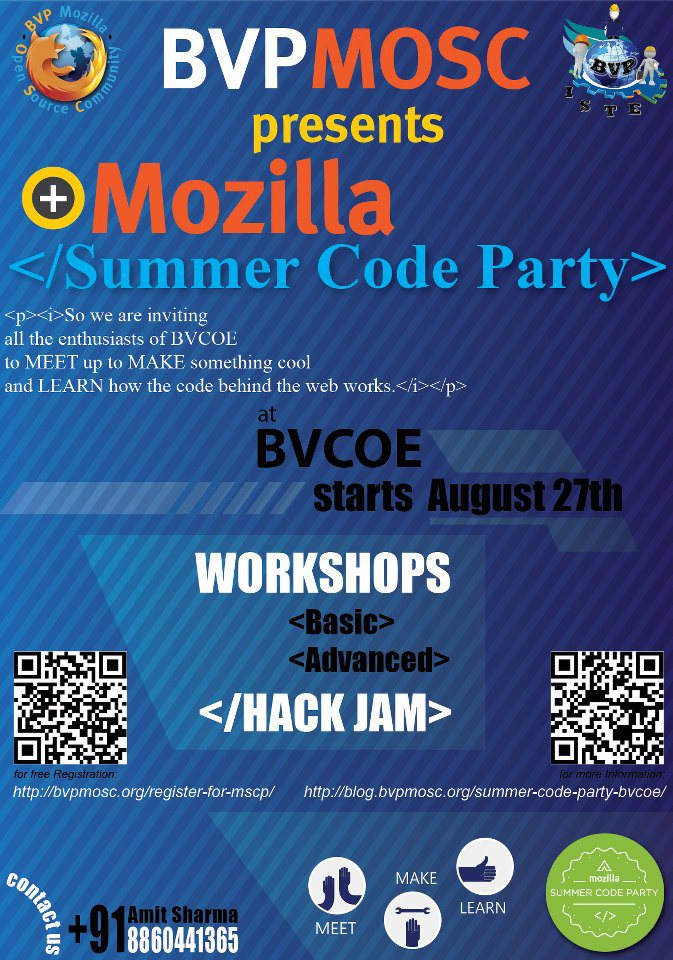 BVP Mozilla
Open Source Community
BVPMOSC
BVP
ISTE
presents
Mozilla
</Summer Code Party>
<p><i>So we are inviting
all the enthusiasts of BVCOE
to MEET up to MAKE something cool
and LEARN how the code behind the web works.</i></p>
at
BVCOE
starts August 27th
WORKSHOPS
<Basic>
<Advanced>
</HACK JAM>
for free Registration:
http://bvpmosc.org/register-for-mscp/
for more Information:
http://blog.bvpmosc.org/summer-code-party-bvcoe/
contact us
+91
Amit Sharma
8860441365
MEET
MAKE
LEARN
mozilla
SUMMER CODE PARTY
</>